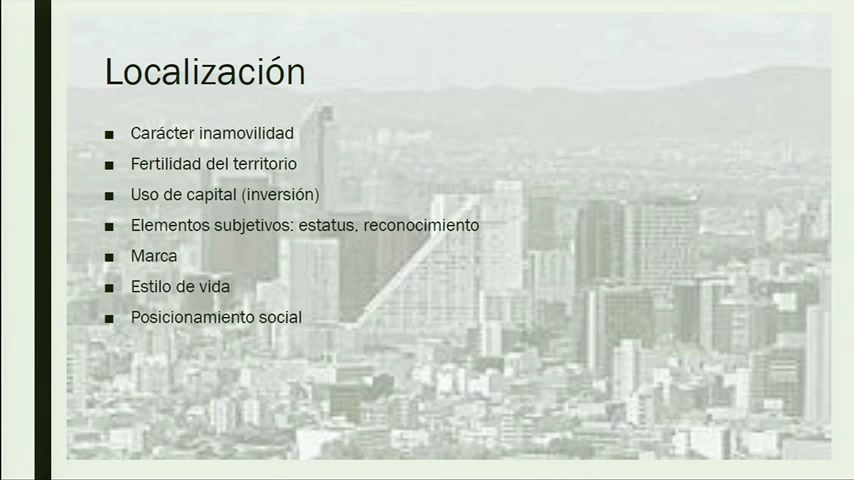 Localización
■ Carácter inamovilidad
■ Fertilidad del territorio
■ Uso de capital (inversión)
■ Elementos subjetivos: estatus, reconocimiento
■ Marca
■ Estilo de vida
■ Posicionamiento social